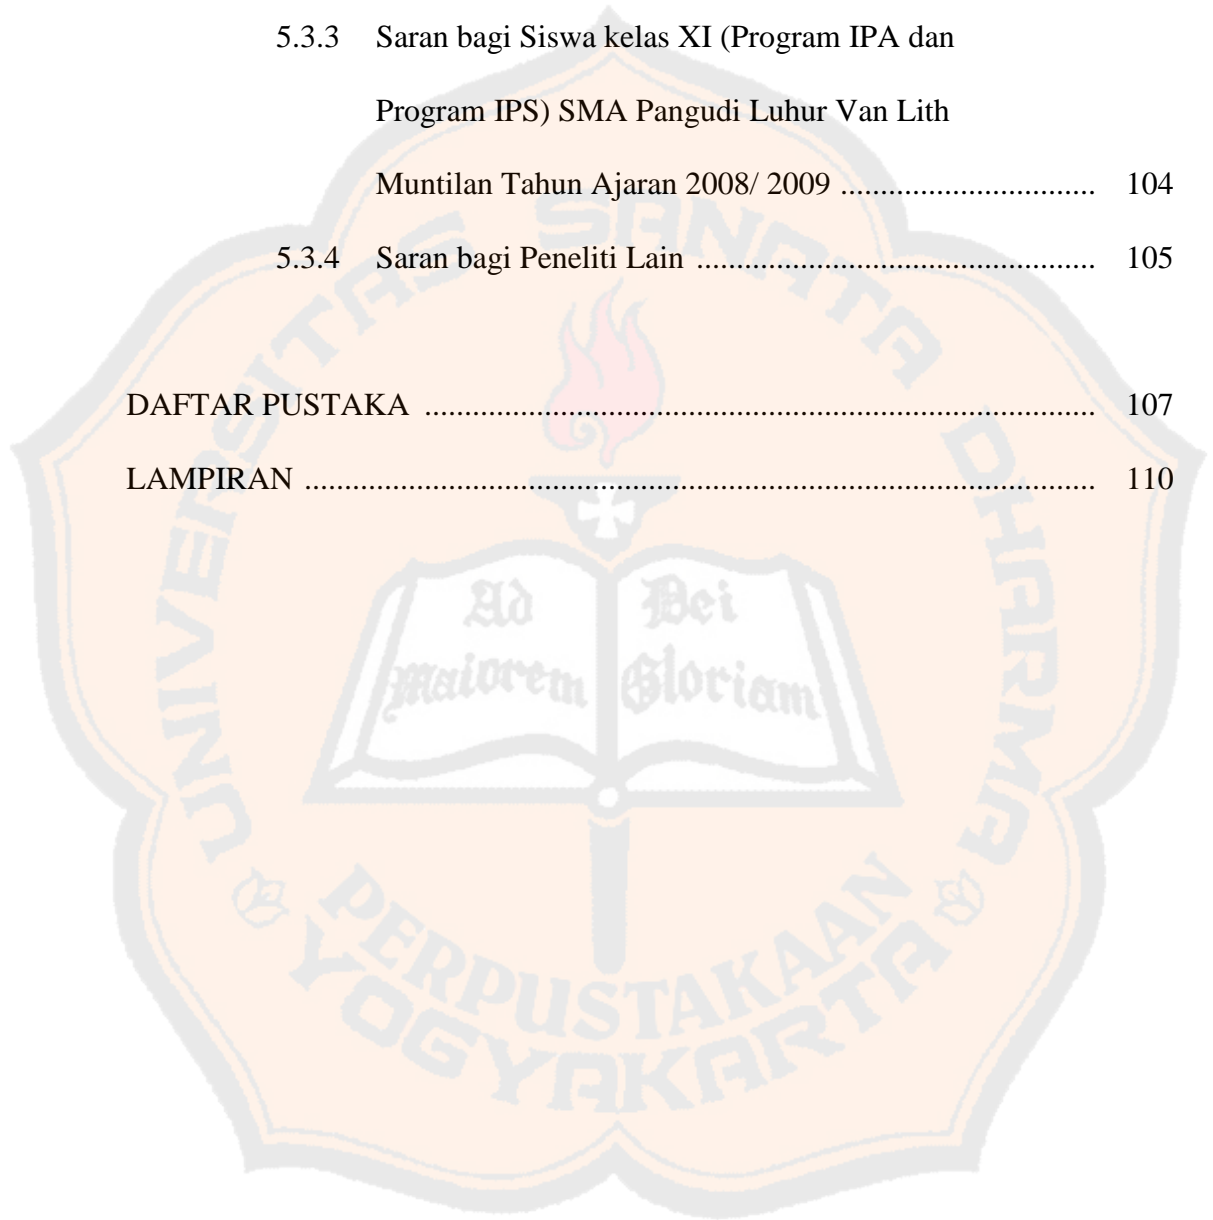 5.3.3 Saran bagi Siswa kelas XI (Program IPA dan
Program IPS) SMA Pangudi Luhur Van Lith
Muntilan Tahun Ajaran 2008/ 2009 ................................ 104
5.3.4 Saran bagi Peneliti Lain .................................................. 105
DAFTAR PUSTAKA .................................................................................... 107
LAMPIRAN ................................................................................................... 110
UNIVERSITAS SANATA DHARMA
Ad Dei
Maiorem Gloriam
PERPUSTAKAAN
YOGYAKARTA